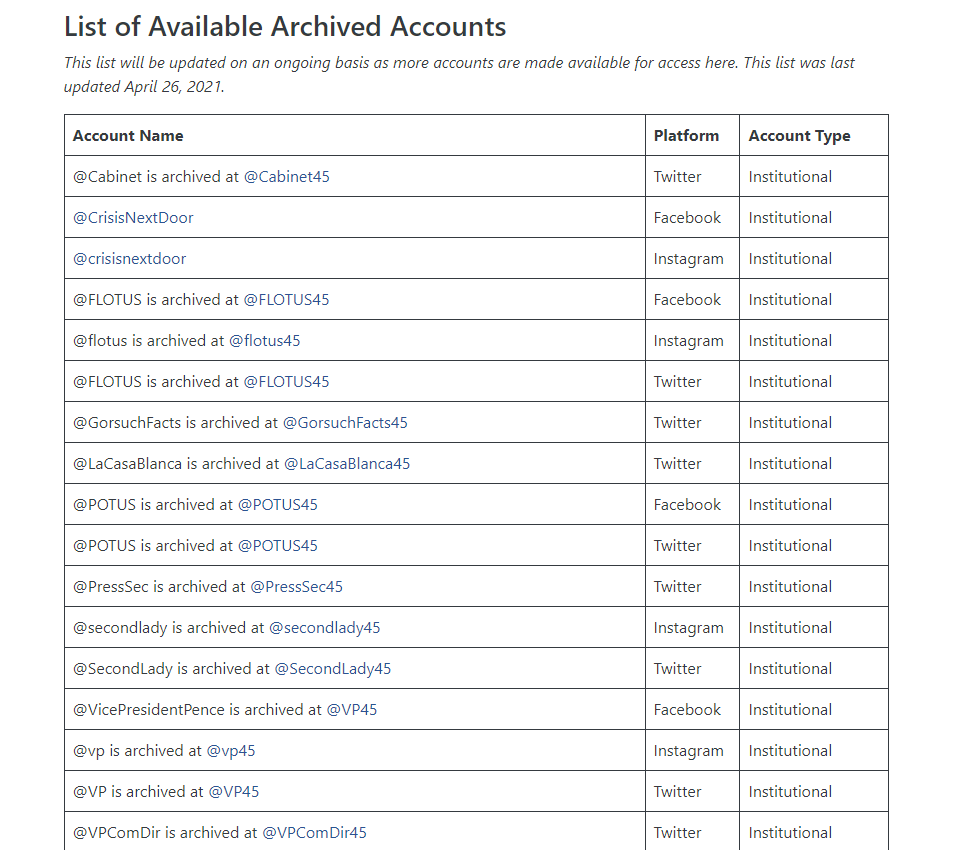 List of Available Archived Accounts
This list will be updated on an ongoing basis as more accounts are made available for access here. This list was last
updated April 26, 2021.
Account Name Platform Account Type
@Cabinet is archived at @Cabinet45 Twitter Institutional
@CrisisNextDoor Facebook Institutional
@crisisnextdoor Instagram Institutional
@FLOTUS is archived at @FLOTUS45 Facebook Institutional
@flotus is archived at @flotus45 Instagram Institutional
@FLOTUS is archived at @FLOTUS45 Twitter Institutional
@GorsuchFacts is archived at @GorsuchFacts45 Twitter Institutional
@LaCasaBlanca is archived at @LaCasaBlanca45 Twitter Institutional
@POTUS is archived at @POTUS45 Facebook Institutional
@POTUS is archived at @POTUS45 Twitter Institutional
@PressSec is archived at @PressSec45 Twitter Institutional
@secondlady is archived at @secondlady45 Instagram Institutional
@SecondLady is archived at @SecondLady45 Twitter Institutional
@VicePresidentPence is archived at @VP45 Facebook Institutional
@vp is archived at @vp45 Instagram Institutional
@VP is archived at @VP45 Twitter Institutional
@VPComDir is archived at @VPComDir45 Twitter Institutional